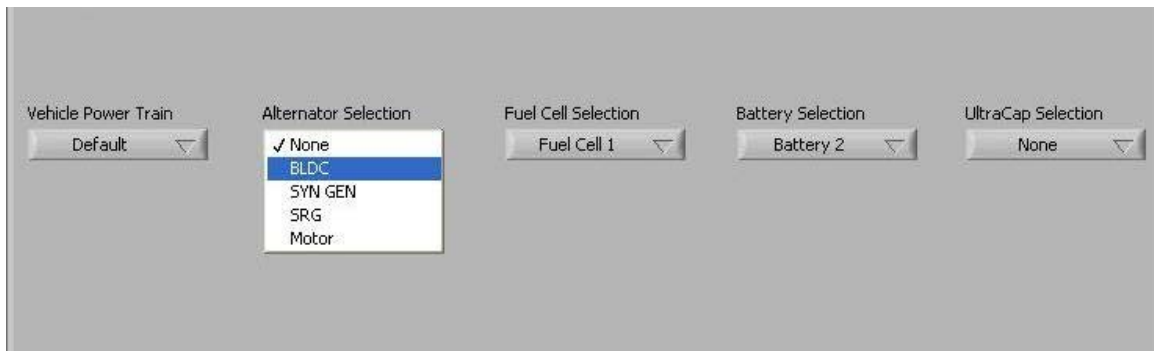 Vehicle Power Train
Default
Alternator Selection
✓ None
BLDC
SYN GEN
SRG
Motor
Fuel Cell Selection
Fuel Cell 1
Battery Selection
Battery 2
UltraCap Selection
None